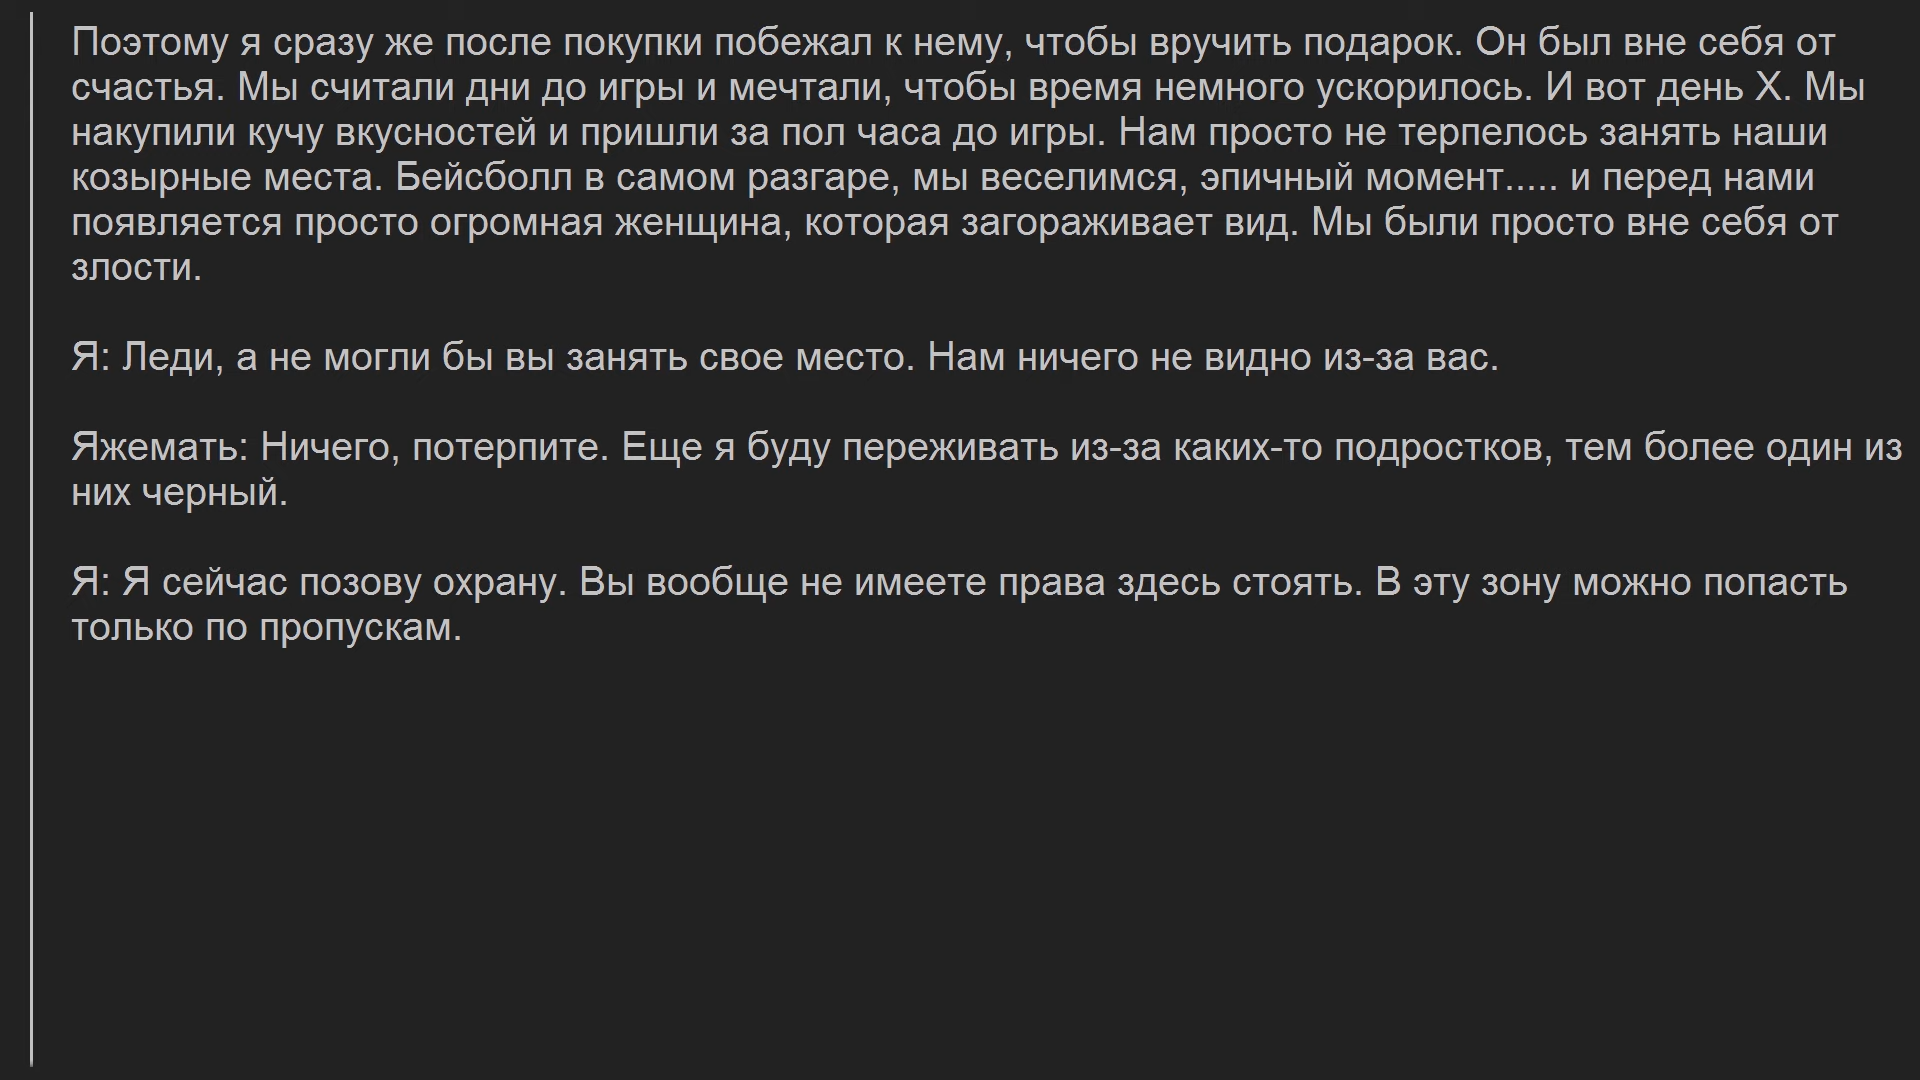 Поэтому я сразу же после покупки побежал к нему, чтобы вручить подарок. Он был вне себя от
счастья. Мы считали дни до игры и мечтали, чтобы время немного ускорилось. И вот день Х. Мы
накупили кучу вкусностей и пришли за пол часа до игры. Нам просто не терпелось занять наши
козырные места. Бейсболл в самом разгаре, мы веселимся, эпичный момент..... и перед нами
появляется просто огромная женщина, которая загораживает вид. Мы были просто вне себя от
злости.
Я: Леди, а не могли бы вы занять свое место. Нам ничего не видно из-за вас.
Яжемать: Ничего, потерпите. Еще я буду переживать из-за каких-то подростков, тем более один из
них черный.
Я: Я сейчас позову охрану. Вы вообще не имеете права здесь стоять. В эту зону можно попасть
только по пропускам.